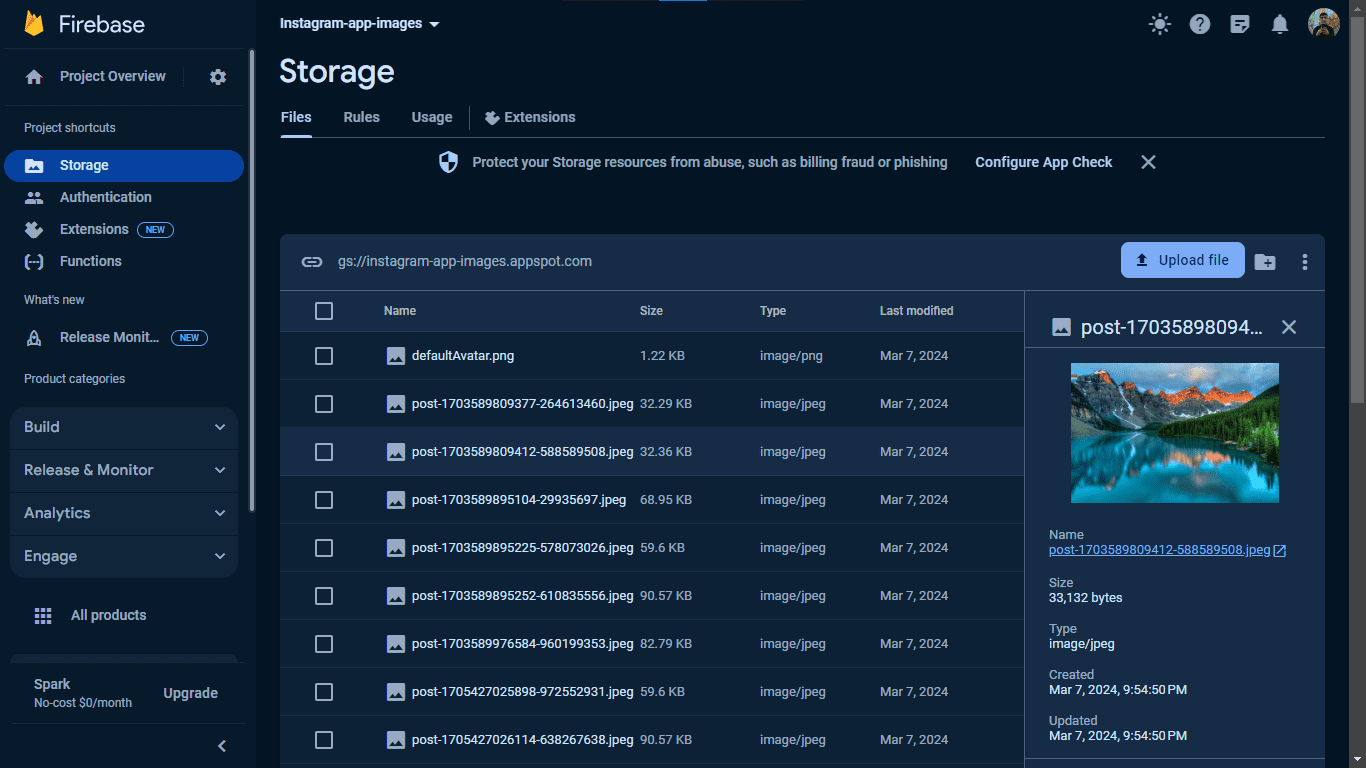 Firebase
Project Overview
Project shortcuts
Storage
Authentication
Extensions NEW
Functions
What's new
Release Monit... NEW
Product categories
Build
Release & Monitor
Analytics
Engage
All products
Spark
No-cost $0/month
Upgrade
Instagram-app-images
Storage
Files Rules Usage Extensions
Protect your Storage resources from abuse, such as billing fraud or phishing Configure App Check
gs://instagram-app-images.appspot.com Upload file
Name Size Type Last modified
defaultAvatar.png 1.22 KB image/png Mar 7, 2024
post-1703589809377-264613460.jpeg 32.29 KB image/jpeg Mar 7, 2024
post-1703589809412-588589508.jpeg 32.36 KB image/jpeg Mar 7, 2024
post-1703589895104-29935697.jpeg 68.95 KB image/jpeg Mar 7, 2024
post-1703589895225-578073026.jpeg 59.6 KB image/jpeg Mar 7, 2024
post-1703589895252-610835556.jpeg 90.57 KB image/jpeg Mar 7, 2024
post-1703589976584-960199353.jpeg 82.79 KB image/jpeg Mar 7, 2024
post-1705427025898-972552931.jpeg 59.6 KB image/jpeg Mar 7, 2024
post-1705427026114-638267638.jpeg 90.57 KB image/jpeg Mar 7, 2024
post-17035898094...
Name
post-1703589809412-588589508.jpeg
Size
33,132 bytes
Type
image/jpeg
Created
Mar 7, 2024, 9:54:50 PM
Updated
Mar 7, 2024, 9:54:50 PM